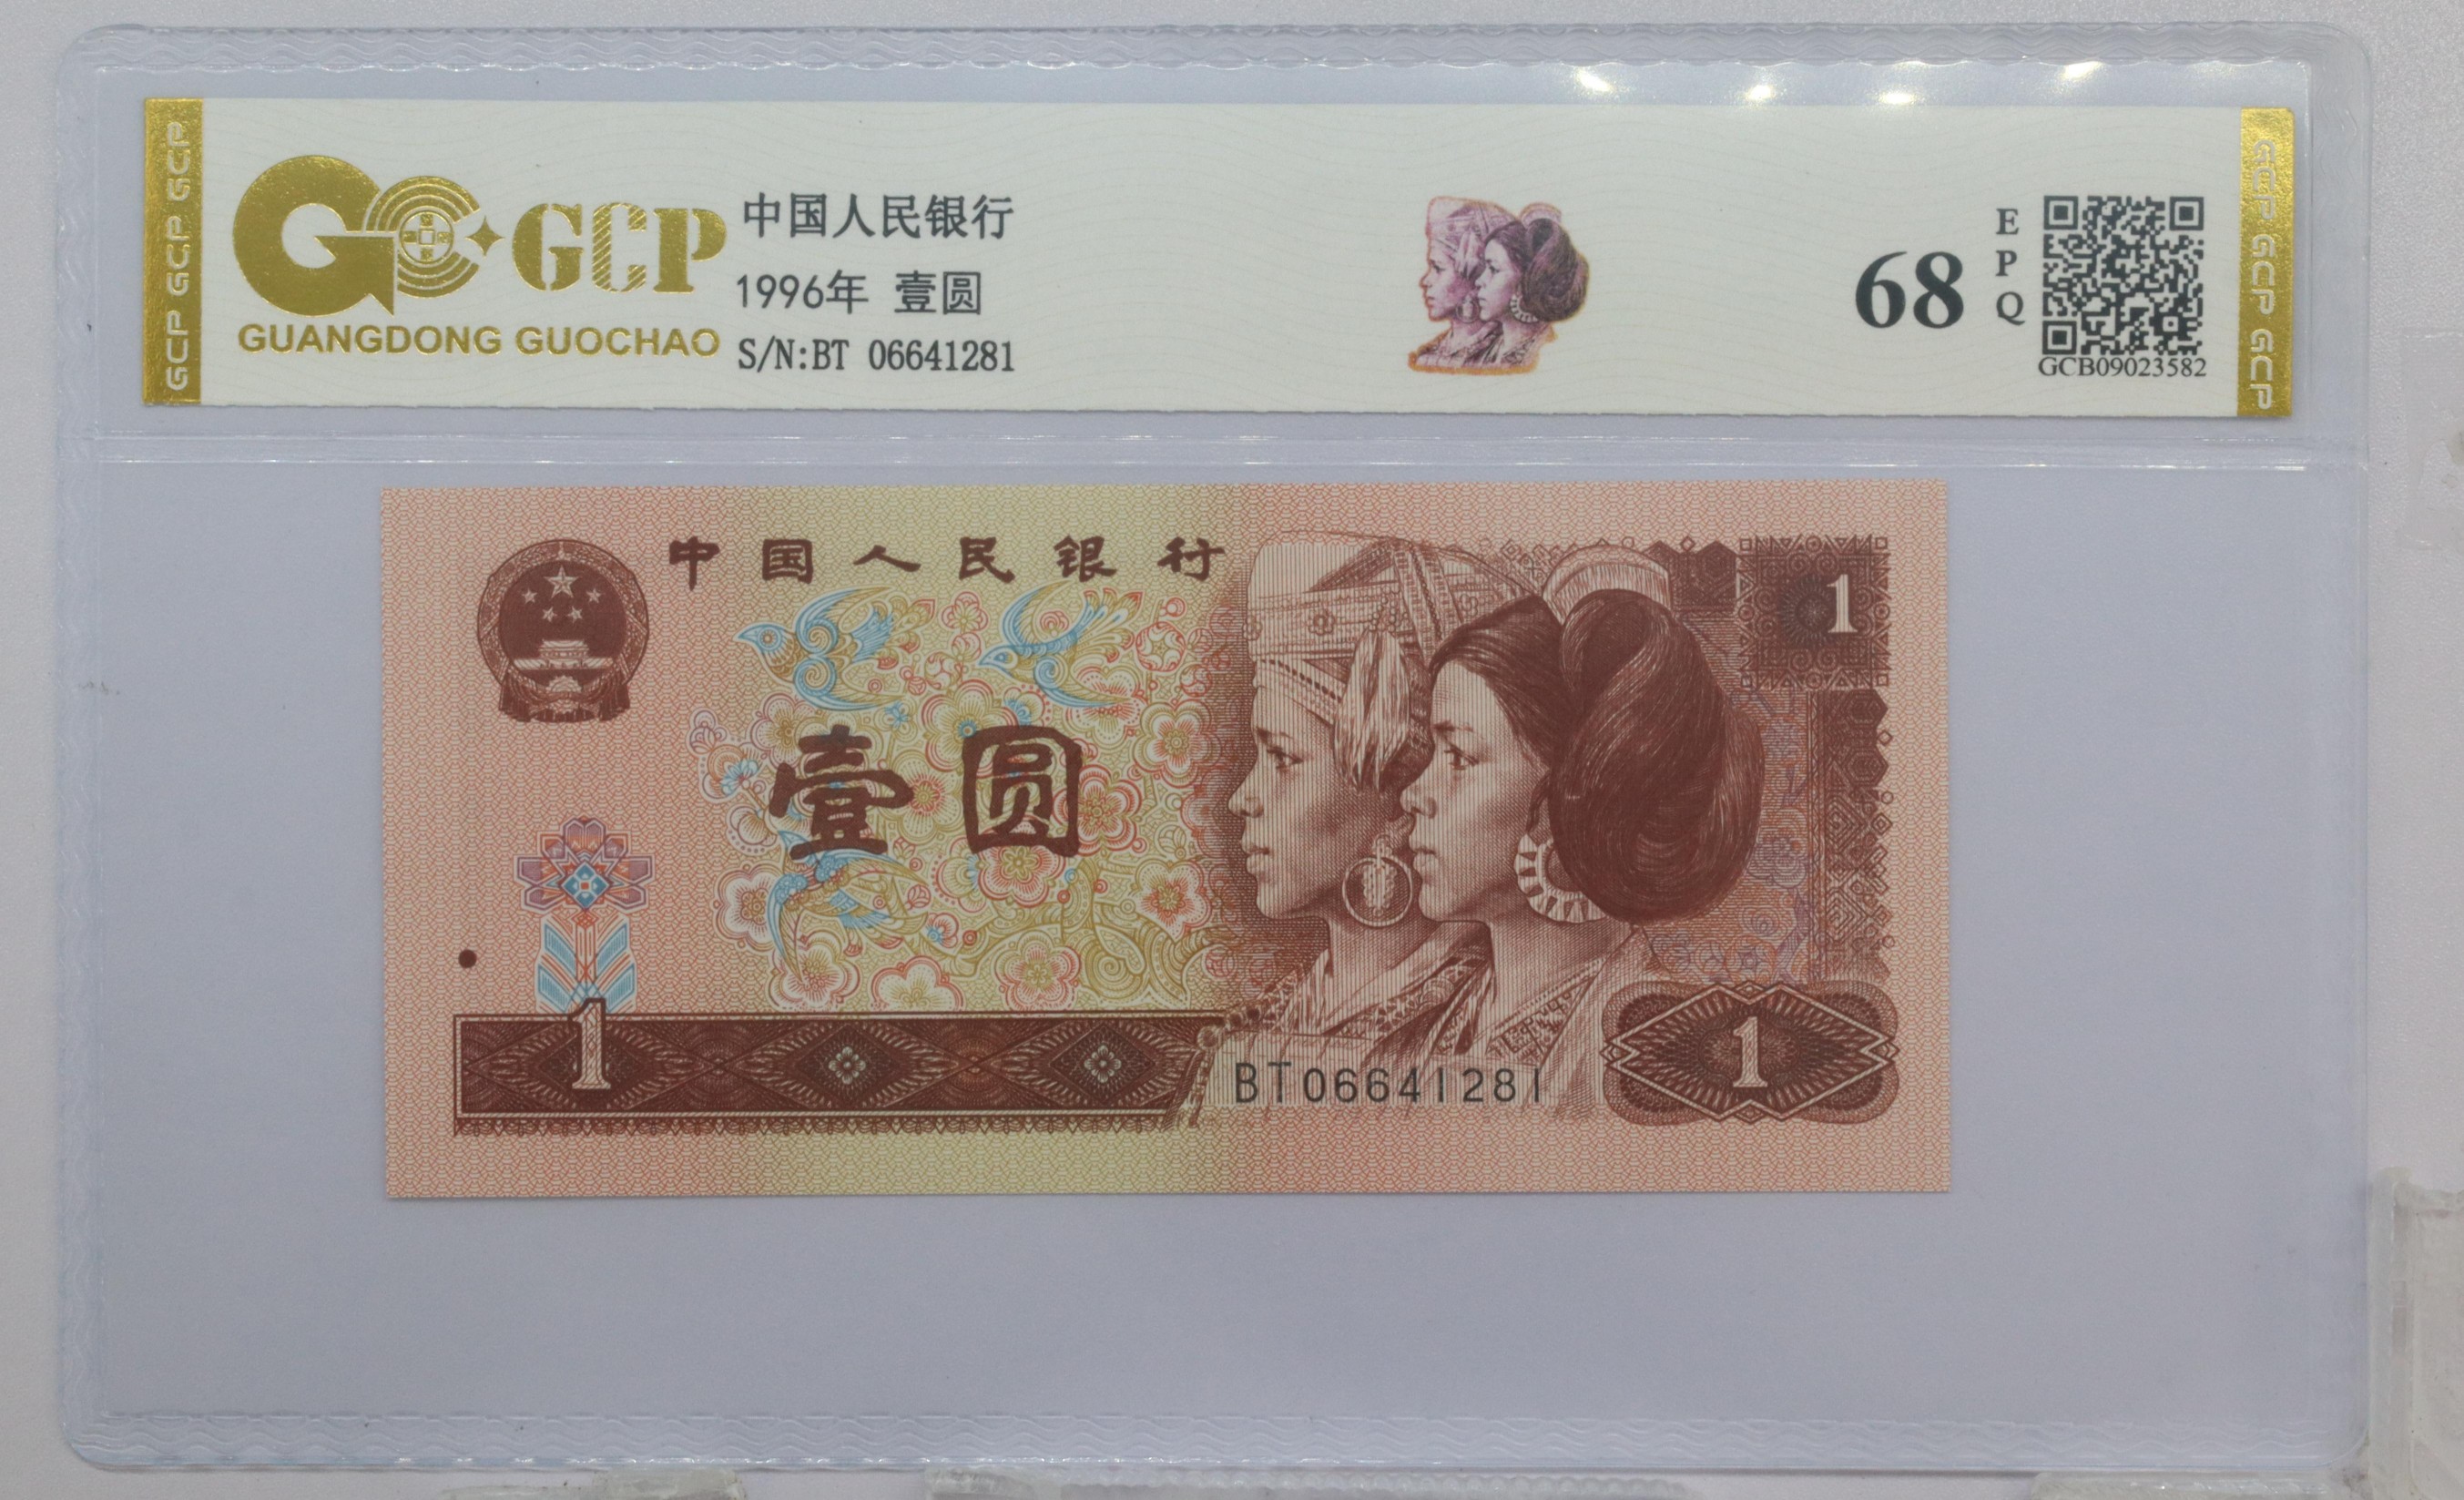 GCP GCP GCP
GCP
GUANGDONG GUOCHAO
中国人民银行
1996年 壹圆
S/N:BT 06641281
68
EPQ
GCB09023582
GCP GCP GCP
中国人民银行
1
壹圆
1
BT06641281
1